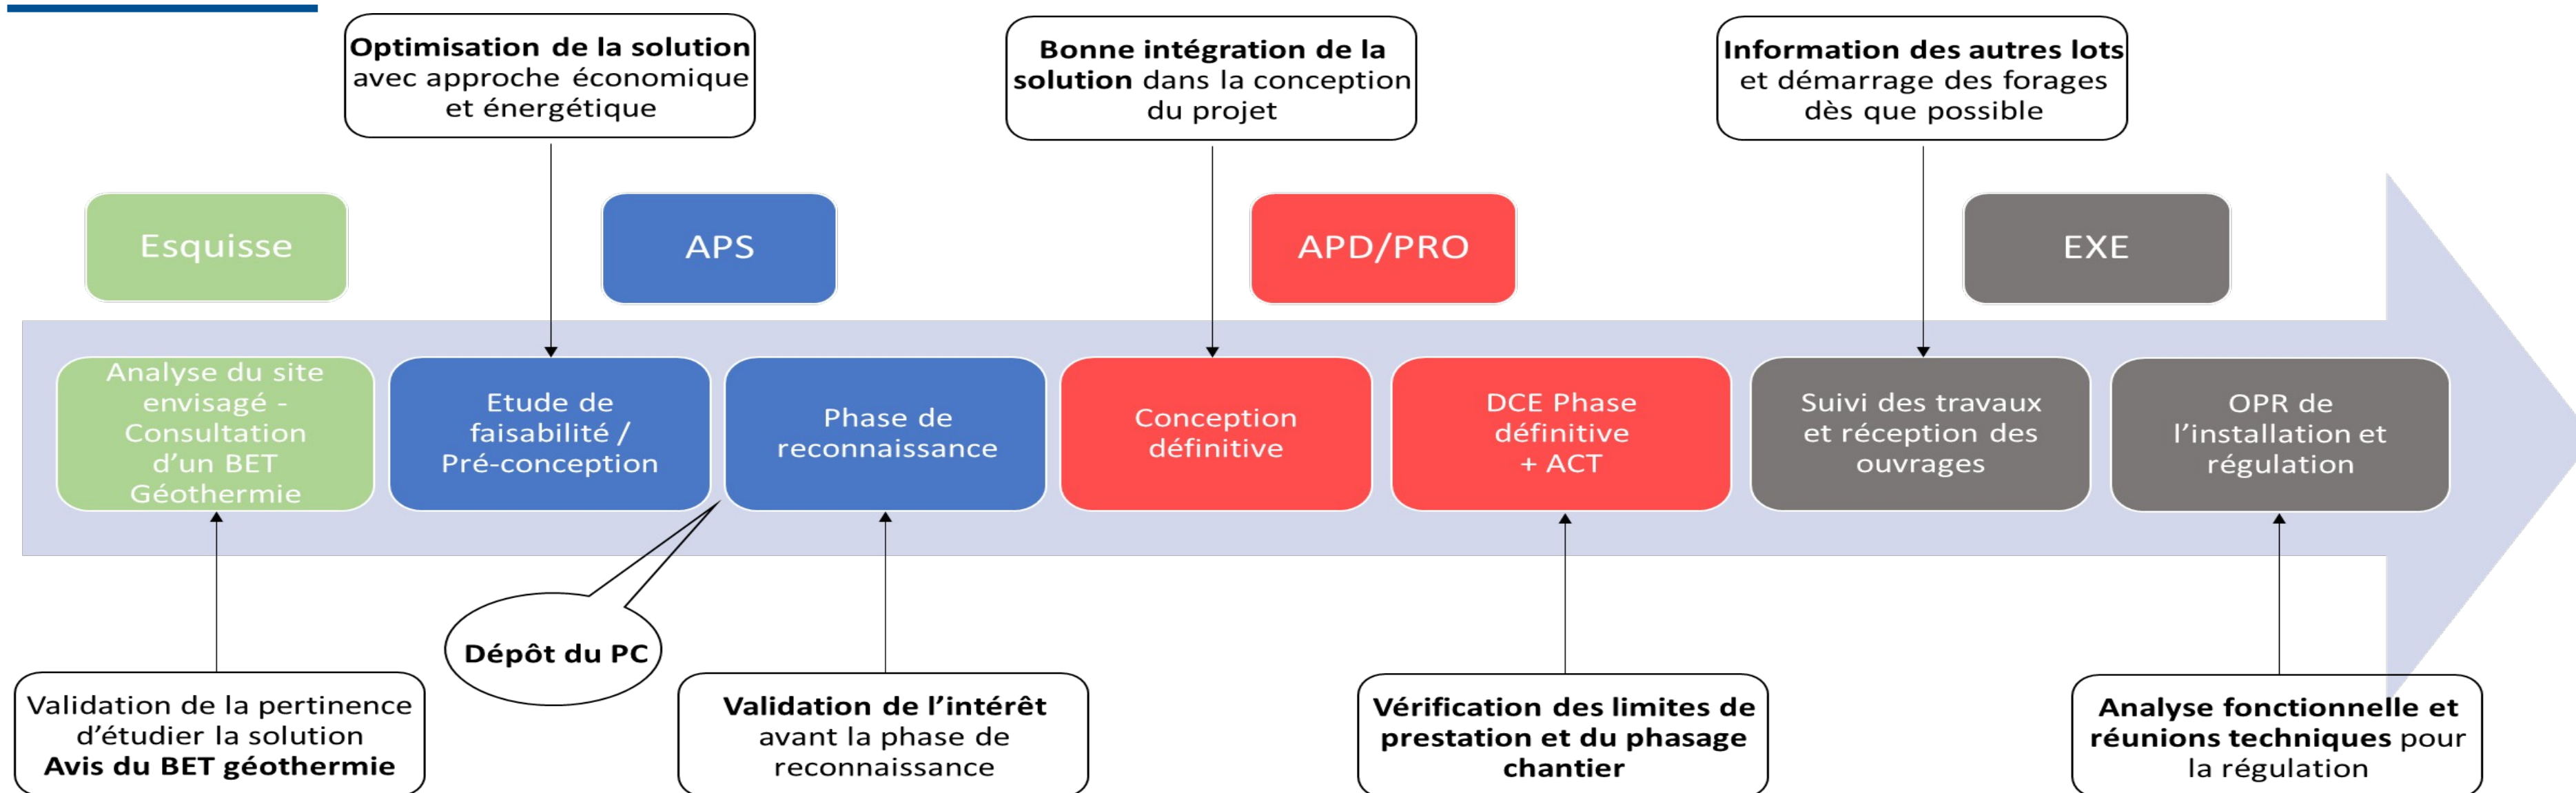 Optimisation de la solution
avec approche économique
et énergétique
Bonne intégration de la
solution dans la conception
du projet
Information des autres lots
et démarrage des forages
dès que possible
Esquisse
APS
APD/PRO
EXE
Analyse du site
envisagé -
Consultation
d’un BET
Géothermie
Etude de
faisabilité /
Pré-conception
Phase de
reconnaissance
Conception
définitive
DCE Phase
définitive
+ ACT
Suivi des travaux
et réception des
ouvrages
OPR de
l’installation et
régulation
Dépôt du PC
Validation de la pertinence
d’étudier la solution
Avis du BET géothermie
Validation de l’intérêt
avant la phase de
reconnaissance
Vérification des limites de
prestation et du phasage
chantier
Analyse fonctionnelle et
réunions techniques pour
la régulation